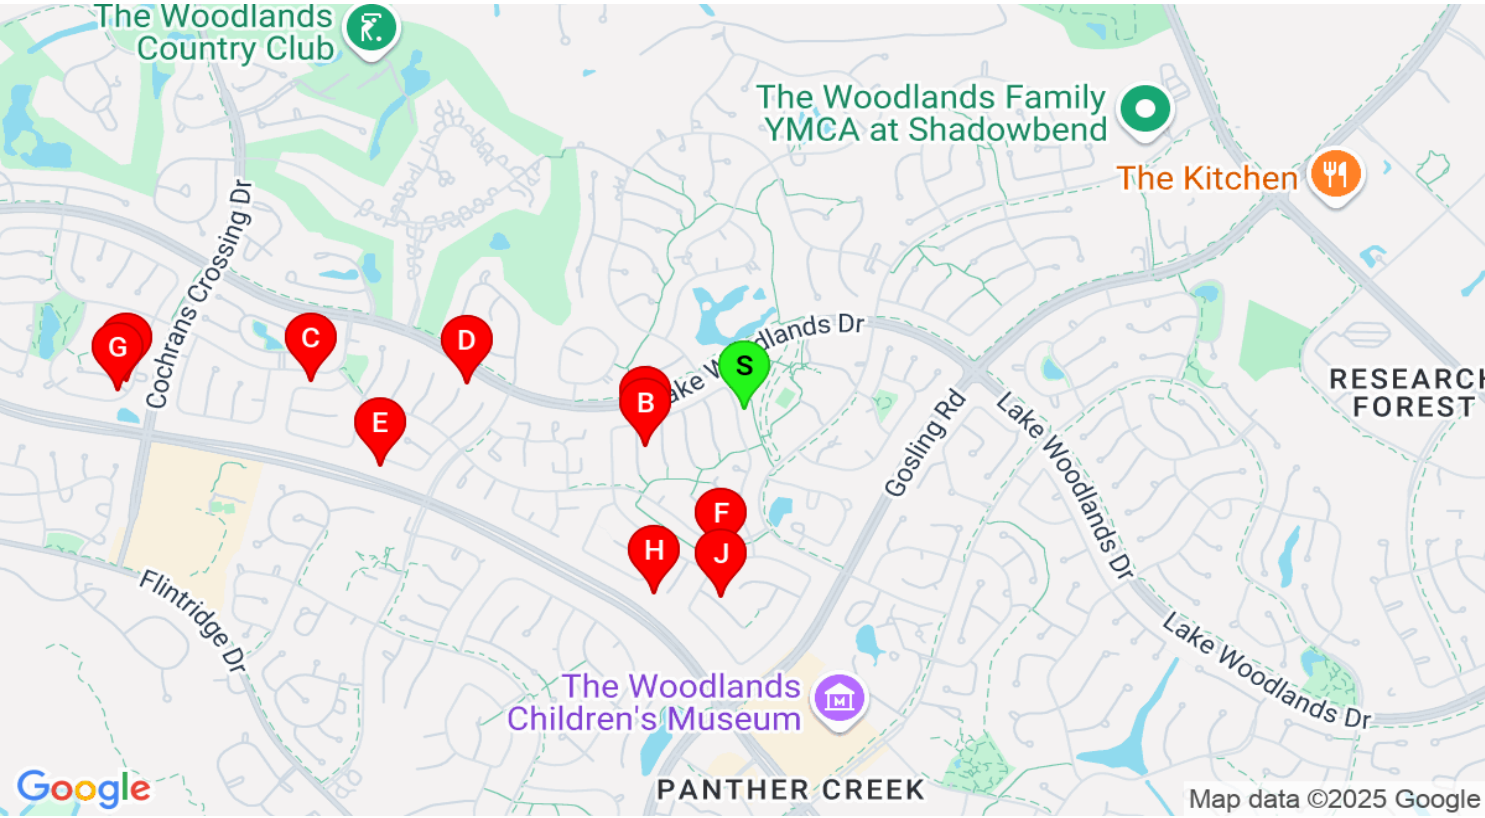 The Woodlands
Country Club
The Woodlands Family
YMCA at Shadowbend
The Kitchen
Cochrans Crossing Dr
G
C
D
B
Lake Woodlands Dr
S
E
RESEARCH
FOREST
Gosling Rd
Lake Woodlands Dr
F
H
J
Flintridge Dr
Lake Woodlands Dr
The Woodlands
Children's Museum
M
PANTHER CREEK
Google
Map data ©2025 Google